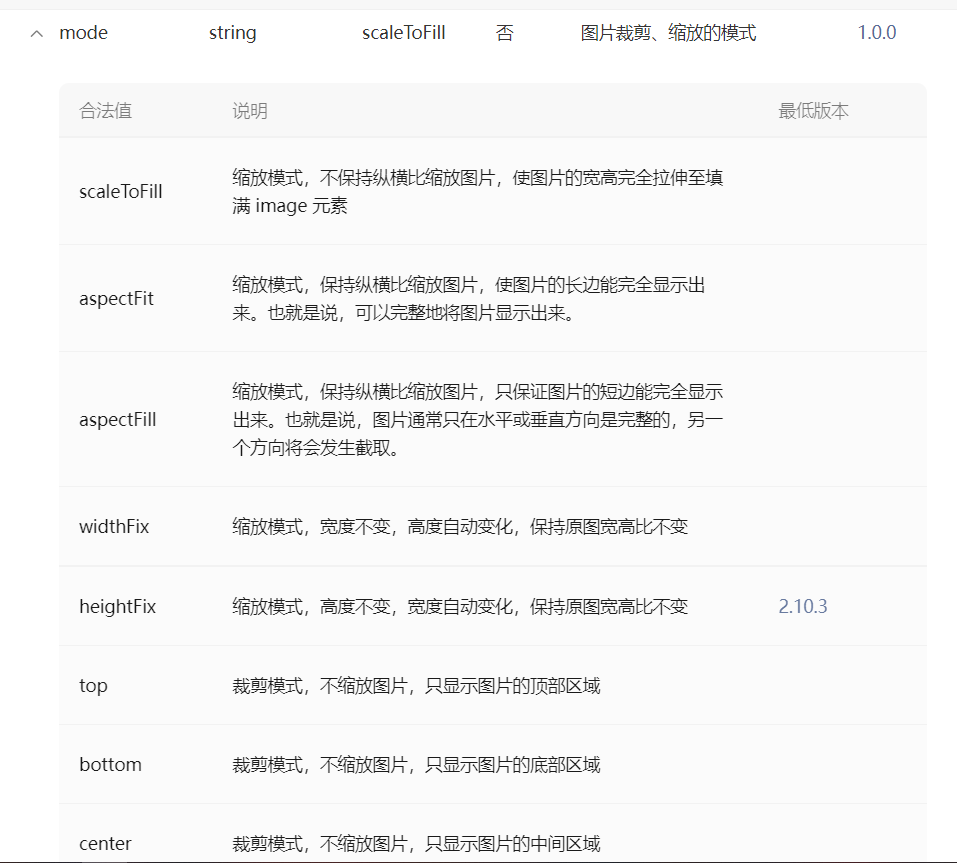 mode string scaleToFill 否 图片裁剪、缩放的模式 1.0.0
合法值 说明 最低版本
scaleToFill 缩放模式，不保持纵横比缩放图片，使图片的宽高完全拉伸至填
满 image 元素
aspectFit 缩放模式，保持纵横比缩放图片，使图片的长边能完全显示出
来。也就是说，可以完整地将图片显示出来。
aspectFill 缩放模式，保持纵横比缩放图片，只保证图片的短边能完全显示
出来。也就是说，图片通常只在水平或垂直方向是完整的，另一
个方向将会发生截取。
widthFix 缩放模式，宽度不变，高度自动变化，保持原图宽高比不变
heightFix 缩放模式，高度不变，宽度自动变化，保持原图宽高比不变 2.10.3
top 裁剪模式，不缩放图片，只显示图片的顶部区域
bottom 裁剪模式，不缩放图片，只显示图片的底部区域
center 裁剪模式，不缩放图片，只显示图片的中间区域